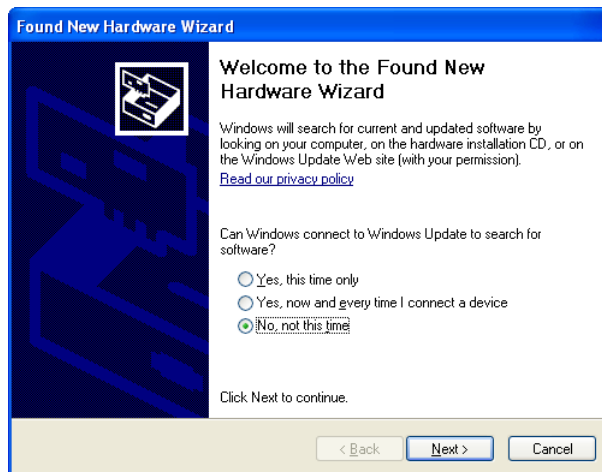 Found New Hardware Wizard
Welcome to the Found New
Hardware Wizard
Windows will search for current and updated software by
looking on your computer, on the hardware installation CD, or on
the Windows Update Web site (with your permission).
Read our privacy policy
Can Windows connect to Windows Update to search for
software?
Yes, this time only
Yes, now and every time I connect a device
No, not this time
Click Next to continue.
< Back Next > Cancel